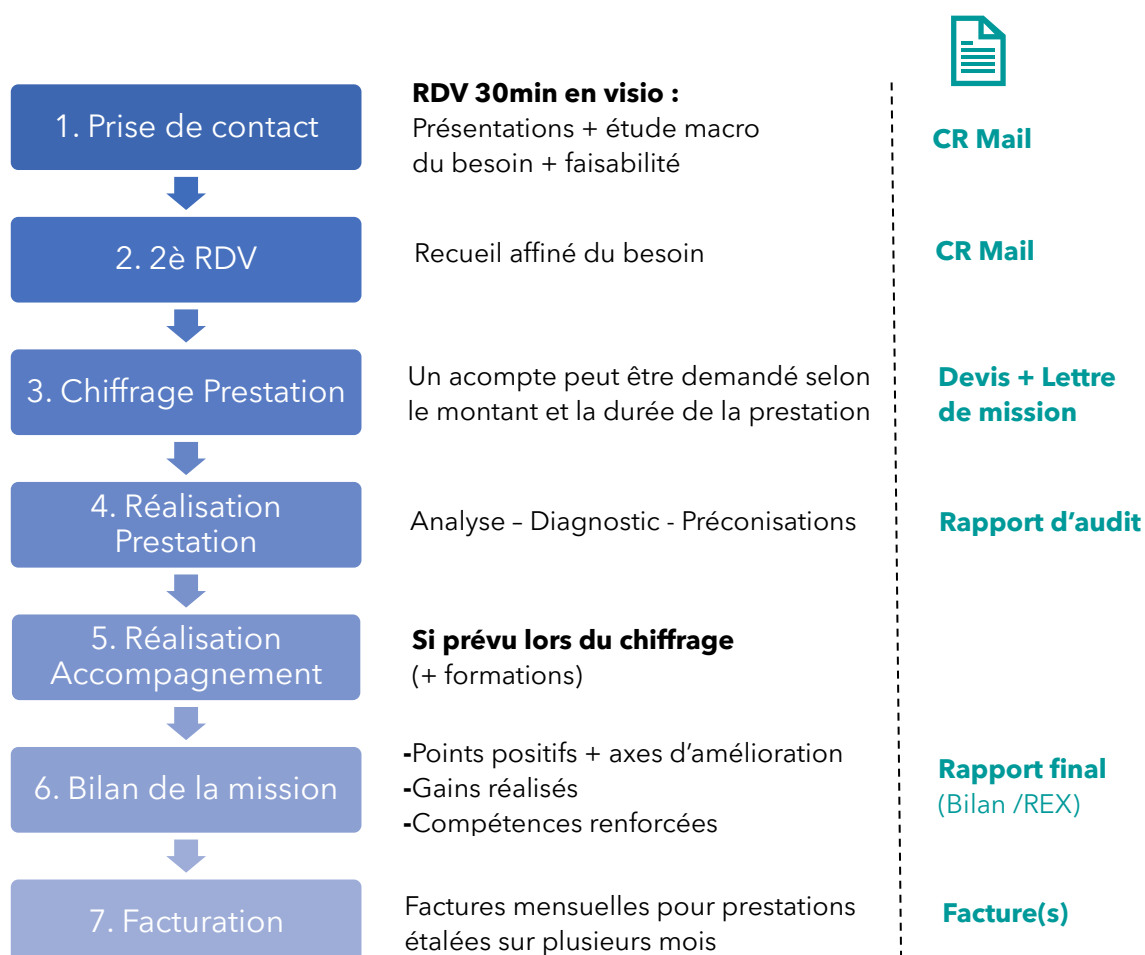 1. Prise de contact
RDV 30min en visio :
Présentations + étude macro
du besoin + faisabilité
CR Mail
2. 2è RDV
Recueil affiné du besoin
CR Mail
3. Chiffrage Prestation
Un acompte peut être demandé selon
le montant et la durée de la prestation
Devis + Lettre
de mission
4. Réalisation
Prestation
Analyse – Diagnostic - Préconisations
Rapport d’audit
5. Réalisation
Accompagnement
Si prévu lors du chiffrage
(+ formations)
6. Bilan de la mission
-Points positifs + axes d’amélioration
-Gains réalisés
-Compétences renforcées
Rapport final
(Bilan /REX)
7. Facturation
Factures mensuelles pour prestations
étalées sur plusieurs mois
Facture(s)